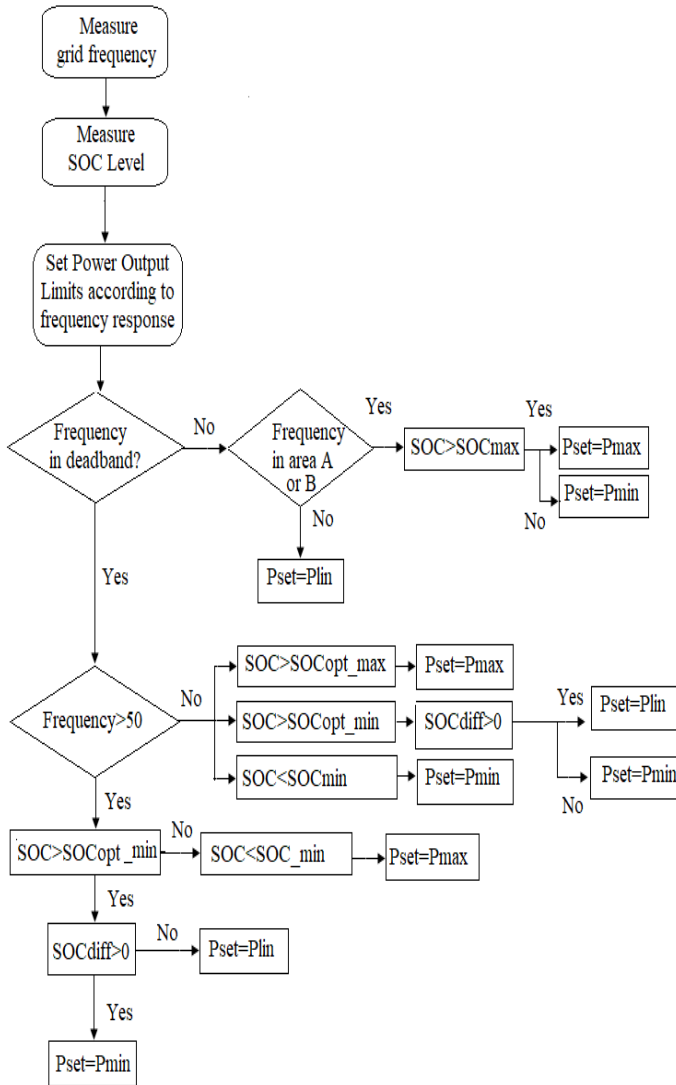 Measure
grid frequency
Measure
SOC Level
Set Power Output
Limits according to
frequency response
Frequency
in deadband?
No
Frequency
in area A
or B
Yes
SOC>SOCmax
Yes
Pset=Pmax
Pset=Pmin
No
No
Pset=Plin
Yes
Frequency>50
No
SOC>SOCopt_max
Pset=Pmax
SOC>SOCopt_min
SOCdiff>0
Yes
Pset=Plin
Pset=Pmin
No
SOC<SOCmin
Pset=Pmin
Yes
SOC>SOCopt_min
No
SOC<SOC_min
Pset=Pmax
Yes
SOCdiff>0
No
Pset=Plin
Yes
Pset=Pmin